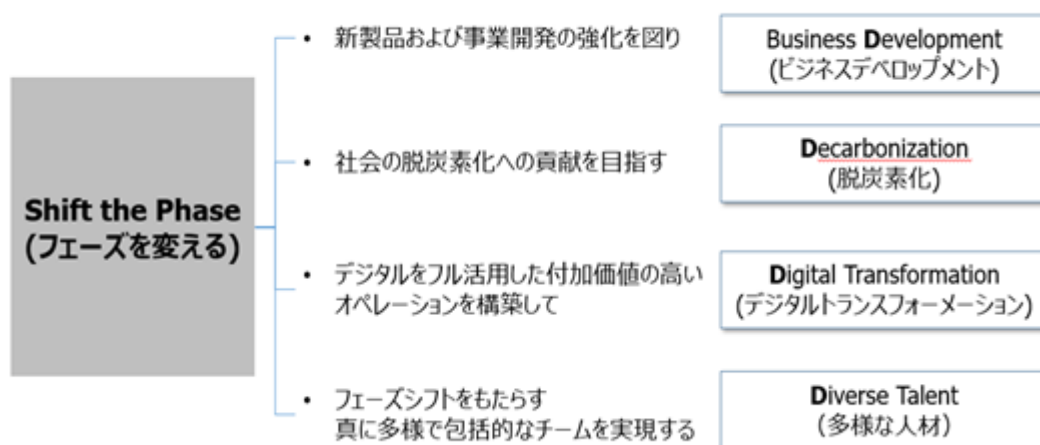 Shift the Phase
(フェーズを変える)
• 新製品および事業開発の強化を図り
Business Development
(ビジネスデベロップメント)
• 社会の脱炭素化への貢献を目指す
Decarbonization
(脱炭素化)
• デジタルをフル活用した付加価値の高い
オペレーションを構築して
Digital Transformation
(デジタルトランスフォーメーション)
• フェーズシフトをもたらす
真に多様で包括的なチームを実現する
Diverse Talent
(多様な人材)